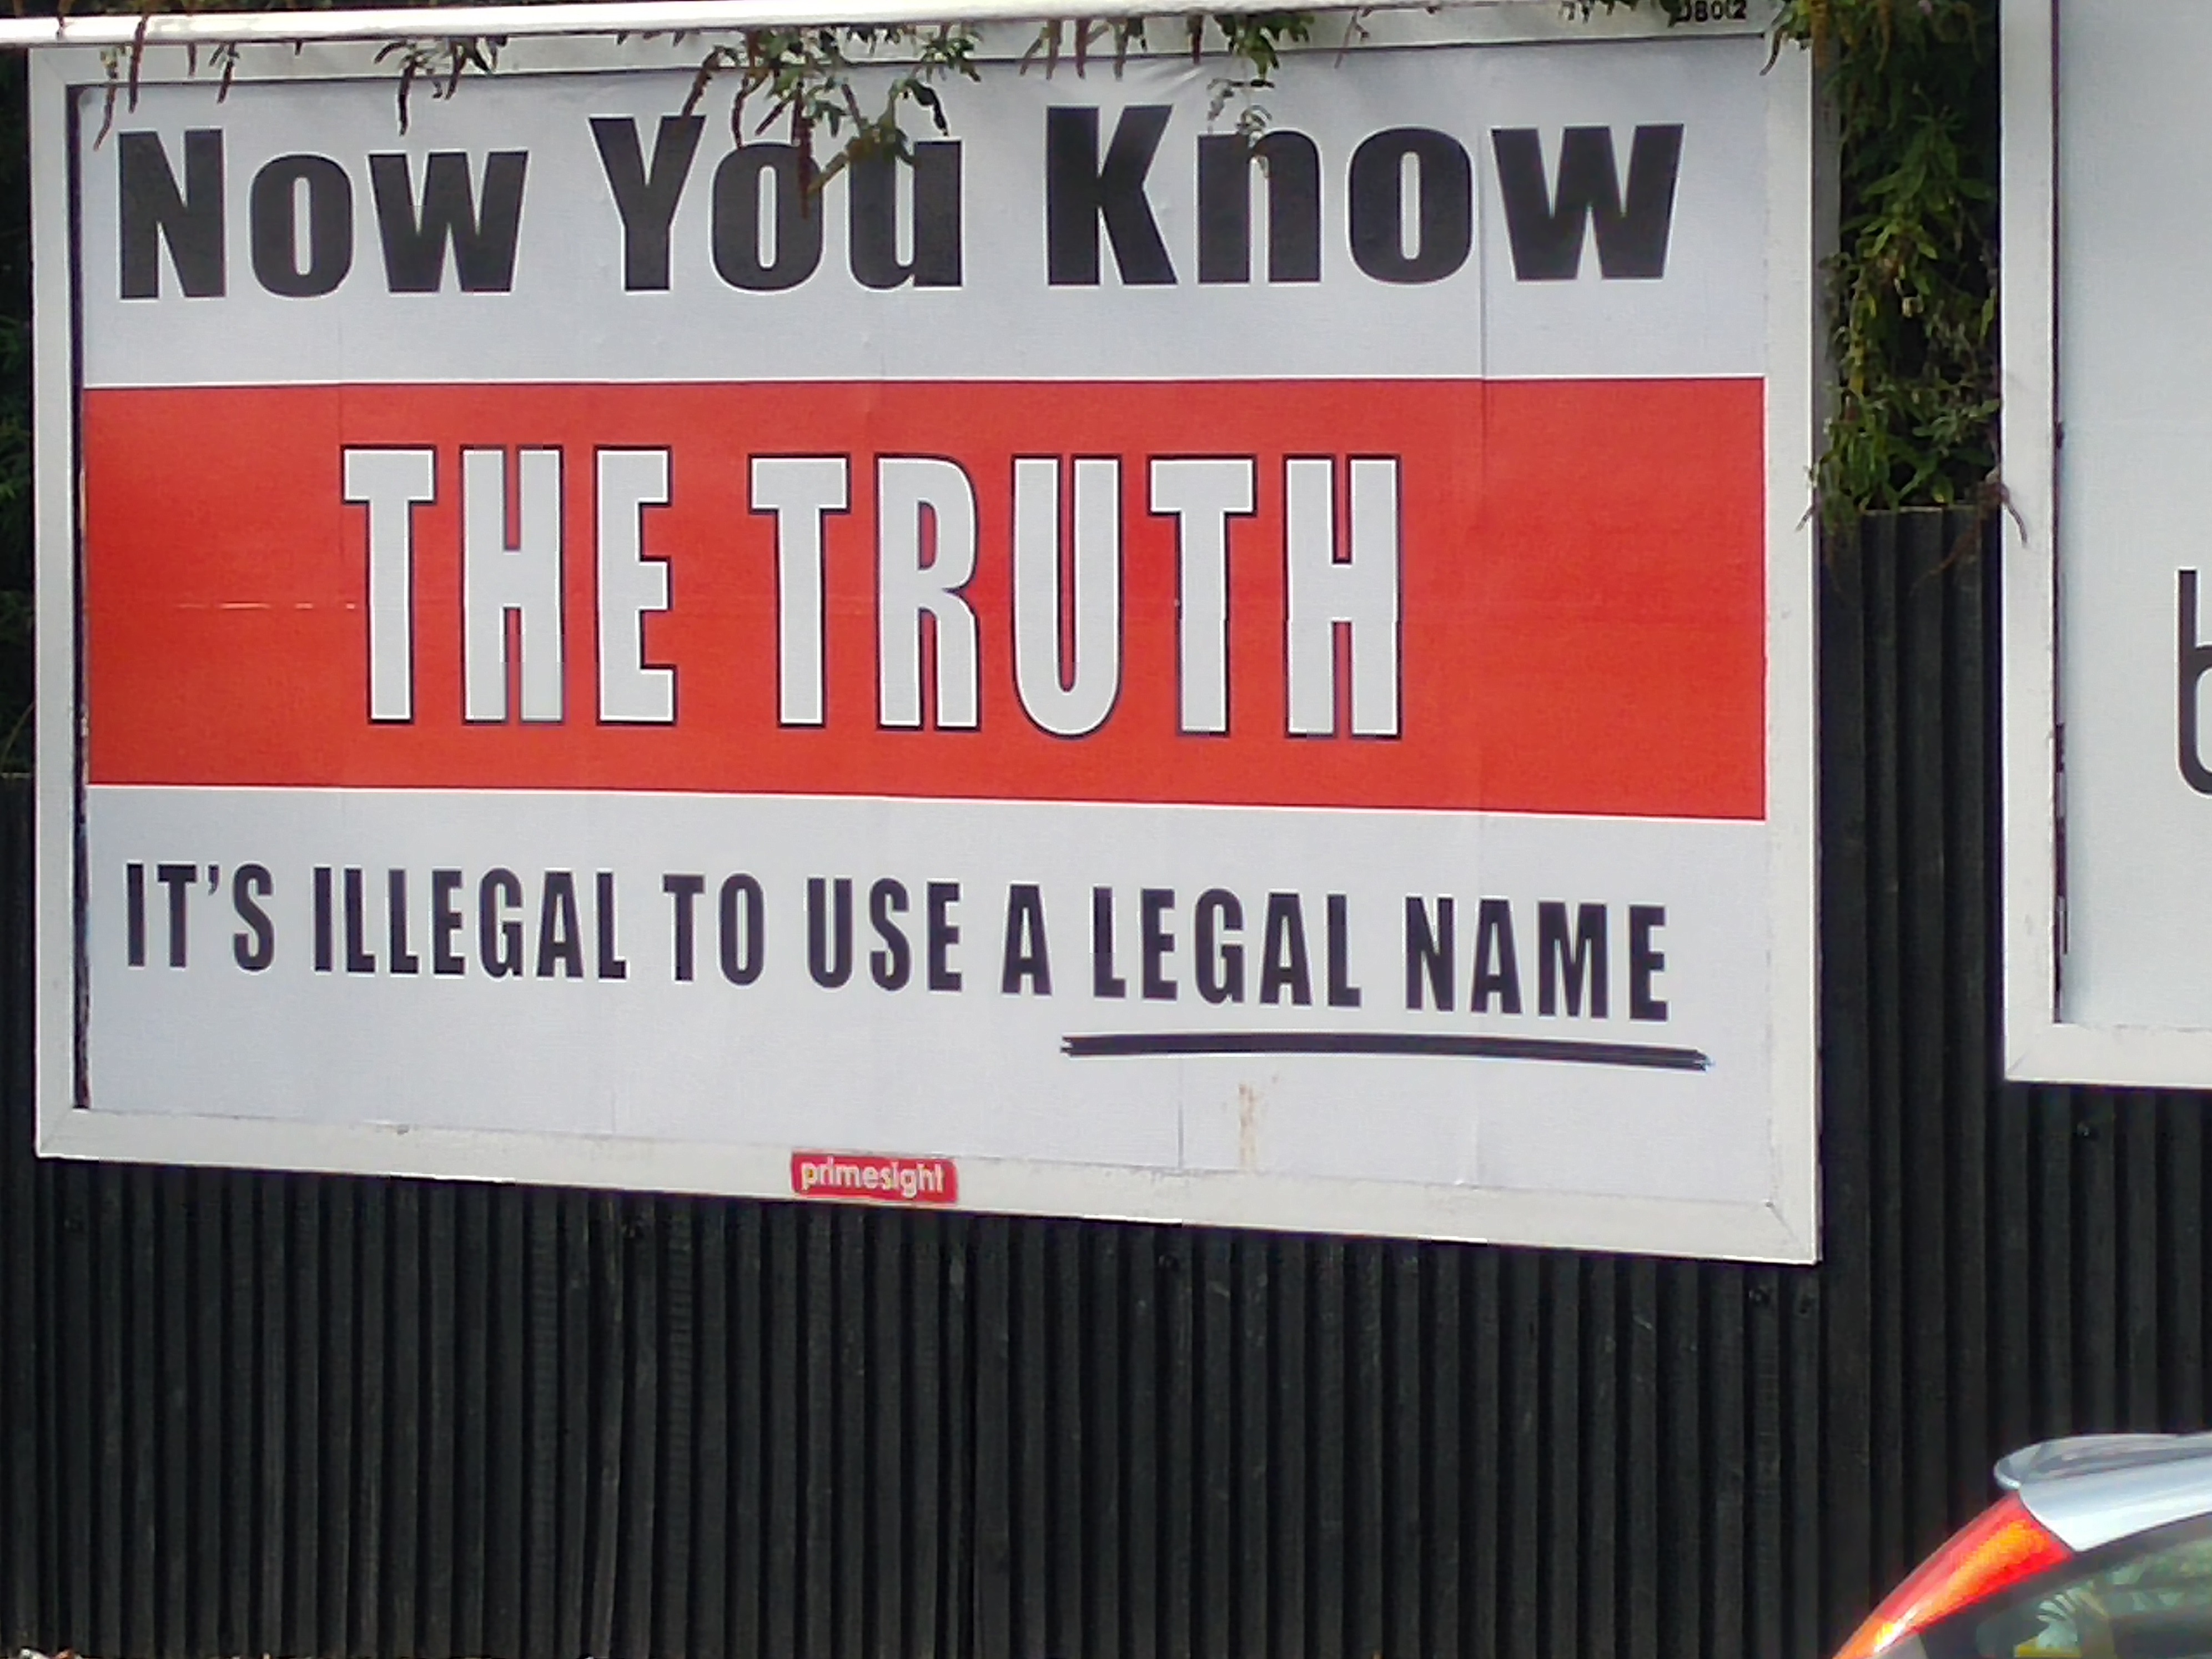 Now You Know
THE TRUTH
IT'S ILLEGAL TO USE A LEGAL NAME
primesight